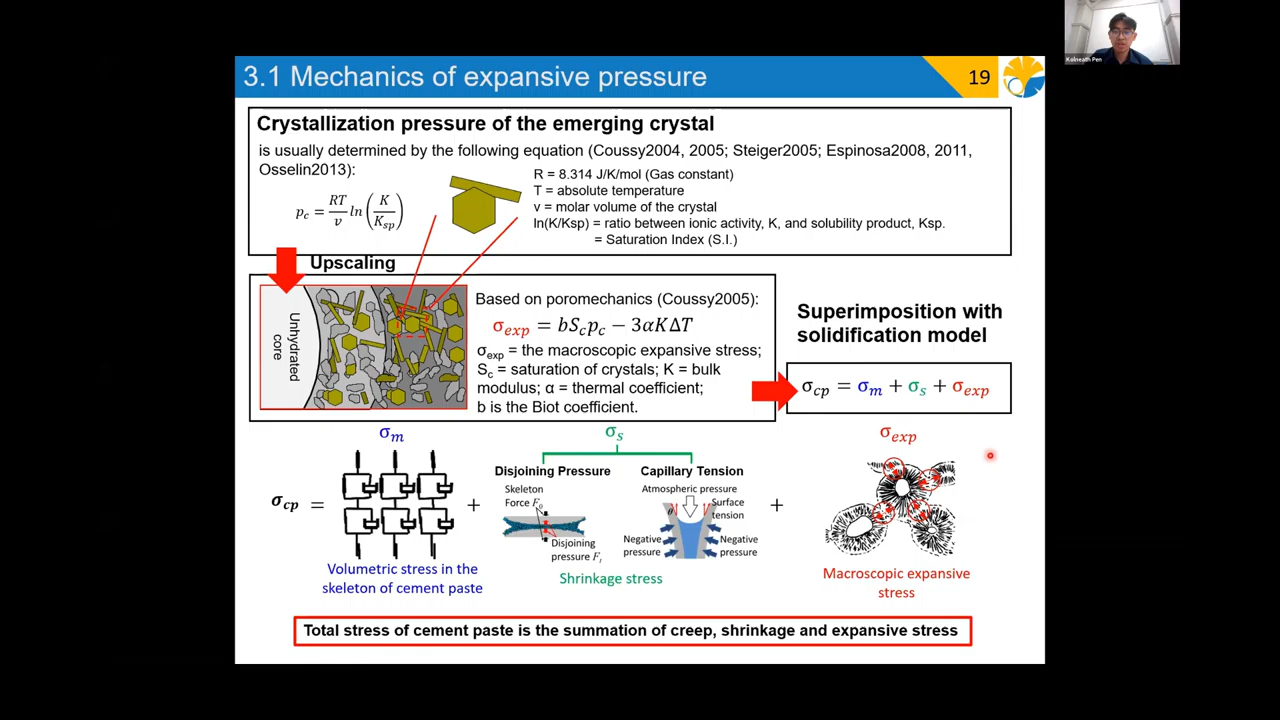 3.1 Mechanics of expansive pressure
19
Kolneath Pen
Crystallization pressure of the emerging crystal
is usually determined by the following equation (Coussy2004, 2005; Steiger2005; Espinosa2008, 2011,
Osselin2013):
p_c = RT/v ln(K/K_sp)
R = 8.314 J/K/mol (Gas constant)
T = absolute temperature
v = molar volume of the crystal
ln(K/Ksp) = ratio between ionic activity, K, and solubility product, Ksp.
= Saturation Index (S.I.)
Upscaling
Unhydrated
core
Based on poromechanics (Coussy2005):
σ_exp = bS_c p_c − 3αKΔT
σ_exp = the macroscopic expansive stress;
S_c = saturation of crystals; K = bulk
modulus; α = thermal coefficient;
b is the Biot coefficient.
Superimposition with
solidification model
σ_cp = σ_m + σ_s + σ_exp
σ_m
σ_s
σ_exp
σ_cp =
+
+
Disjoining Pressure
Skeleton
Force F_0
Disjoining
pressure F_r
Capillary Tension
Atmospheric pressure
Surface
tension
Negative
pressure
Negative
pressure
Volumetric stress in the
skeleton of cement paste
Shrinkage stress
Macroscopic expansive
stress
Total stress of cement paste is the summation of creep, shrinkage and expansive stress